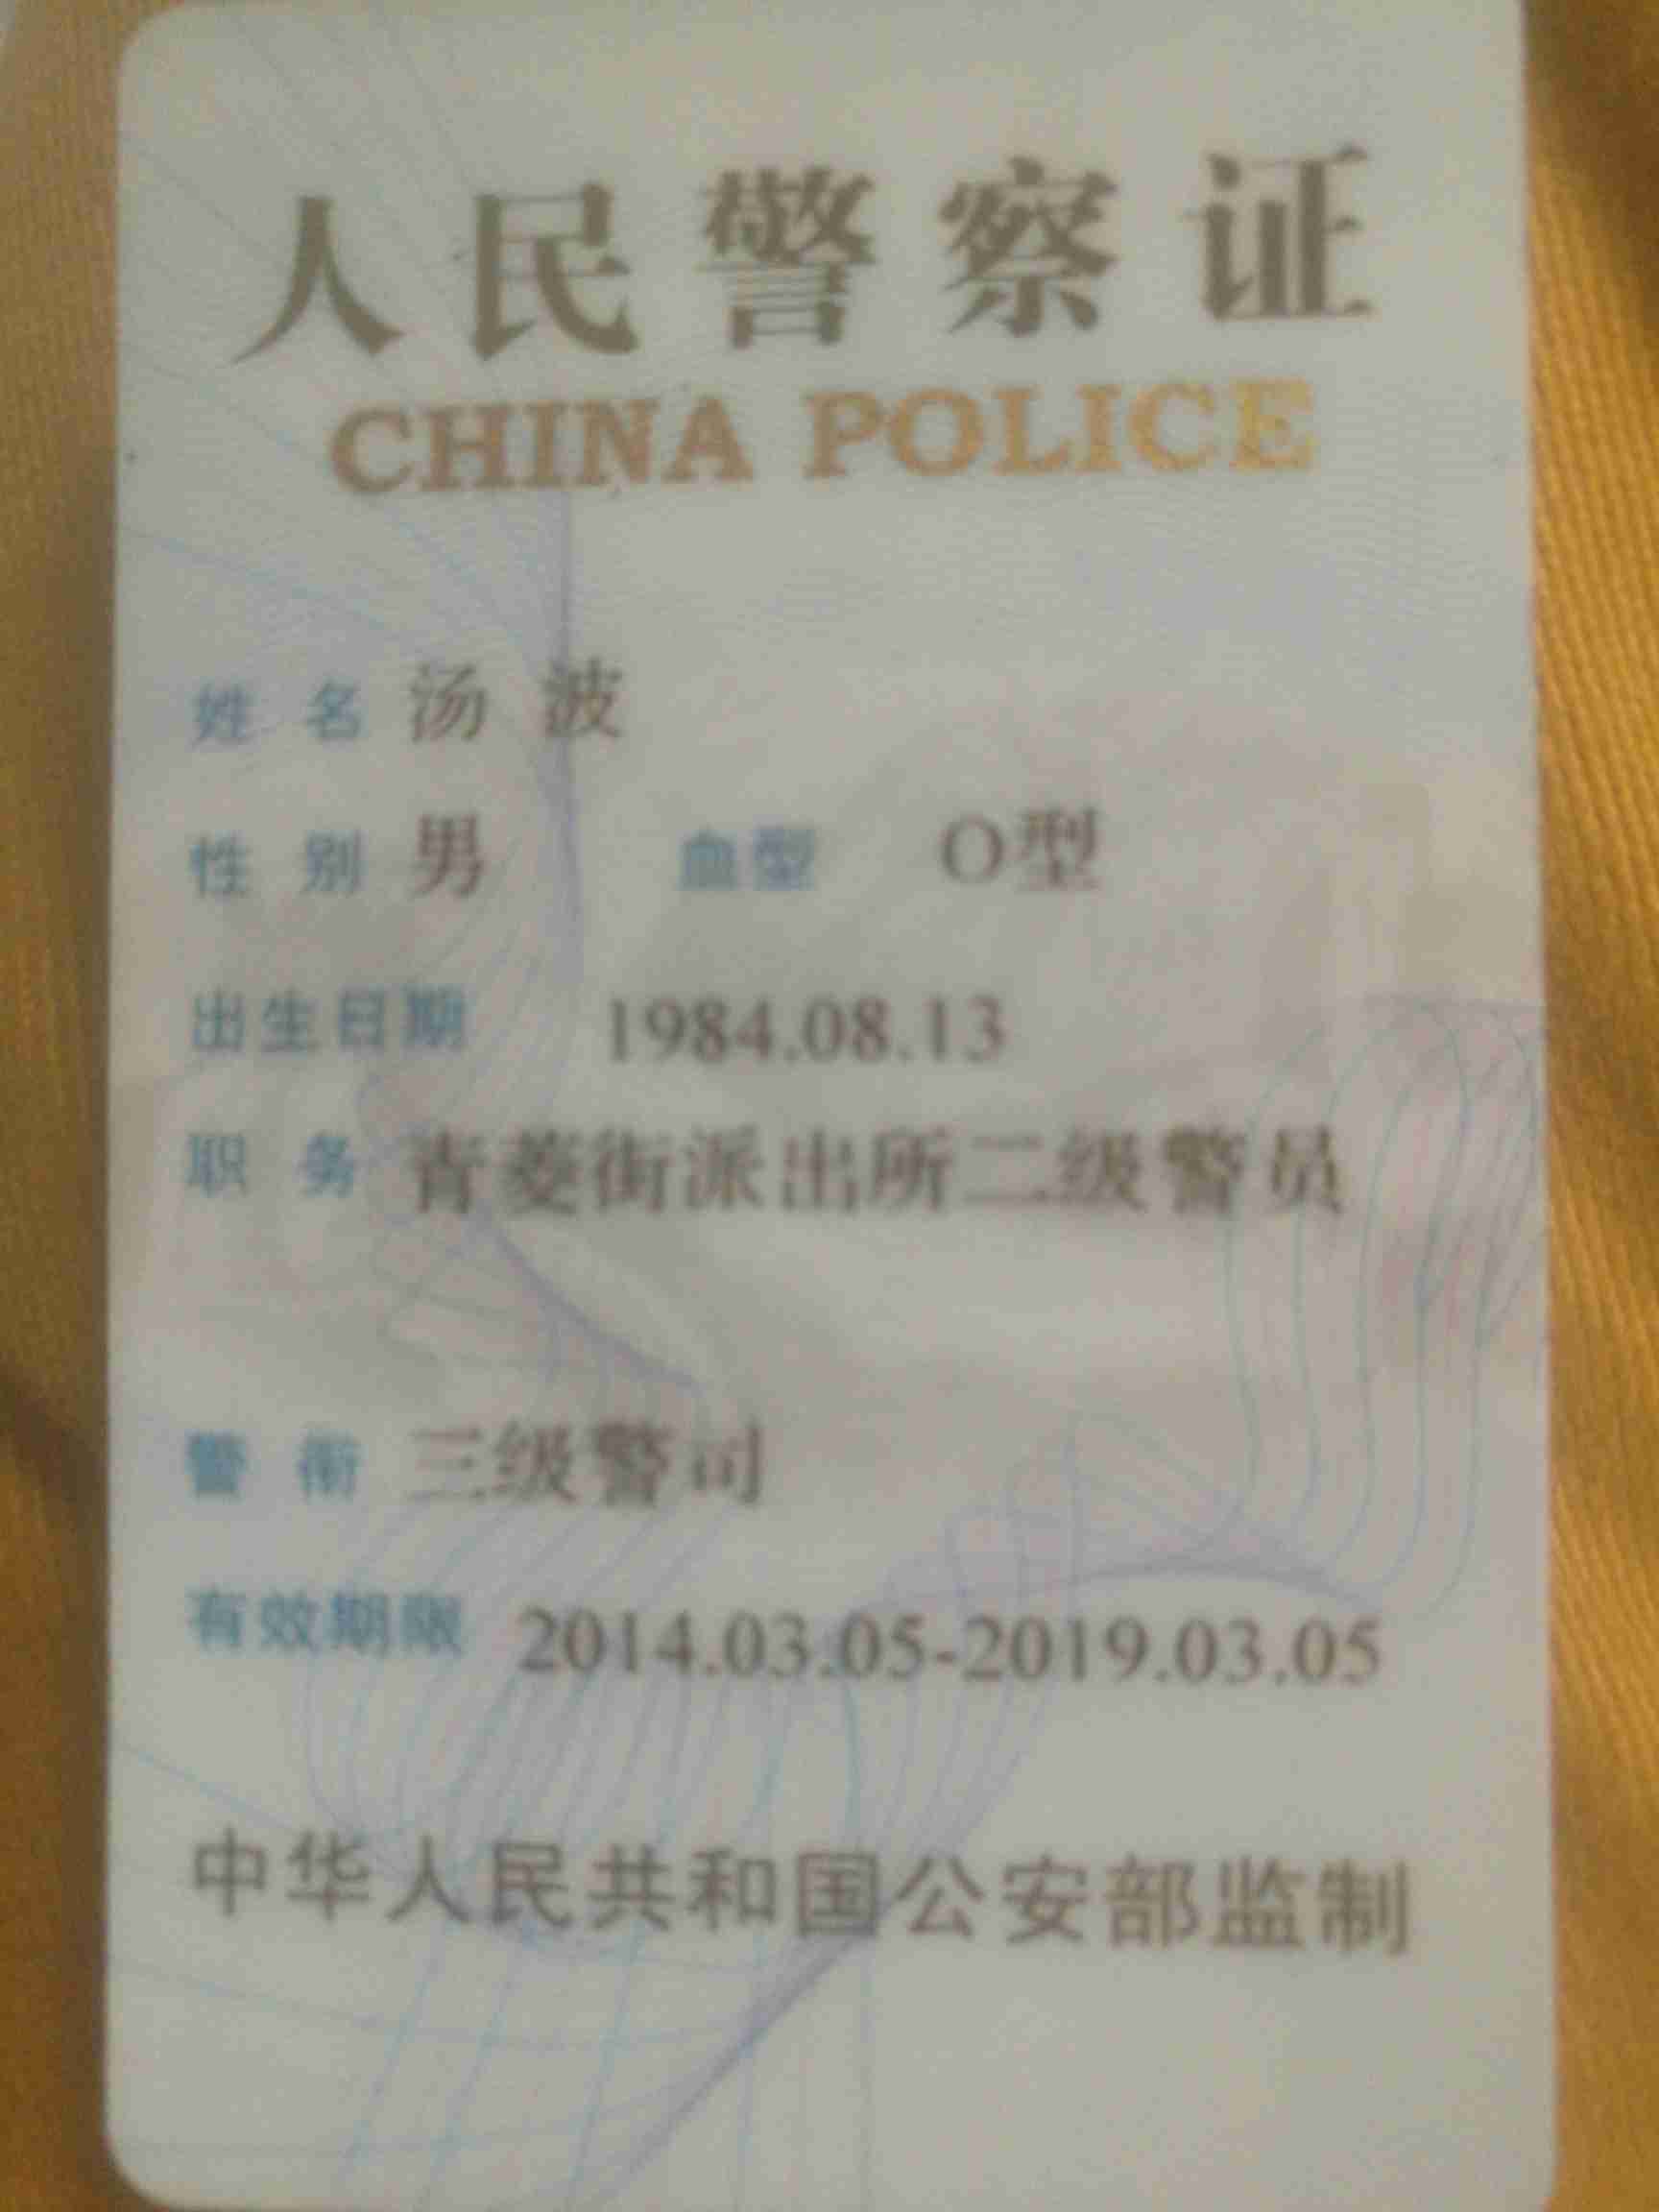 人民警察证
CHINA POLICE
姓 名 汤 波
性 别 男 血型 O型
出生日期 1984.08.13
职 务 青菱街派出所二级警员
警 衔 三级警司
有效期限 2014.03.05-2019.03.05
中华人民共和国公安部监制